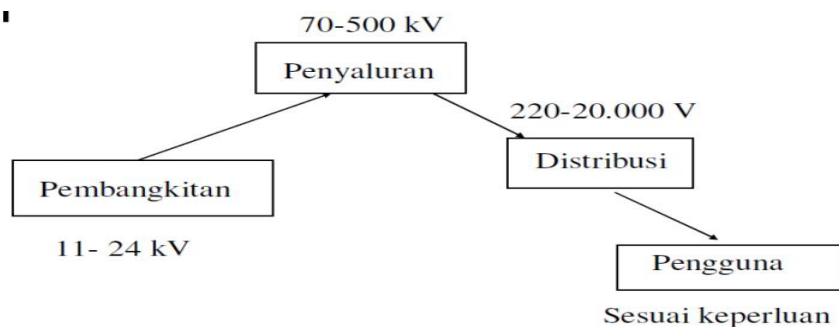 70-500 kV
Penyaluran
220-20.000 V
Distribusi
Pembangkitan
11- 24 kV
Pengguna
Sesuai keperluan